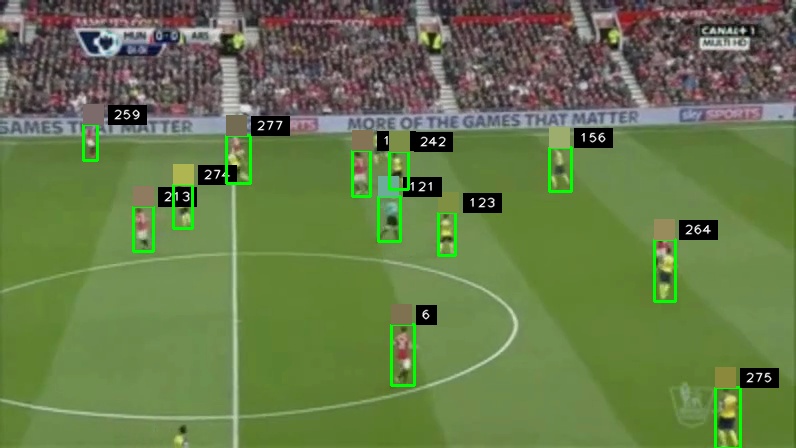 MUN 0-0 ARS
CANAL+ 1
MULTI HD
GAMES THAT MATTER
MORE OF THE GAMES THAT MATTER
sky SPORTS
259
277
1
242
156
274
121
213
123
264
6
275